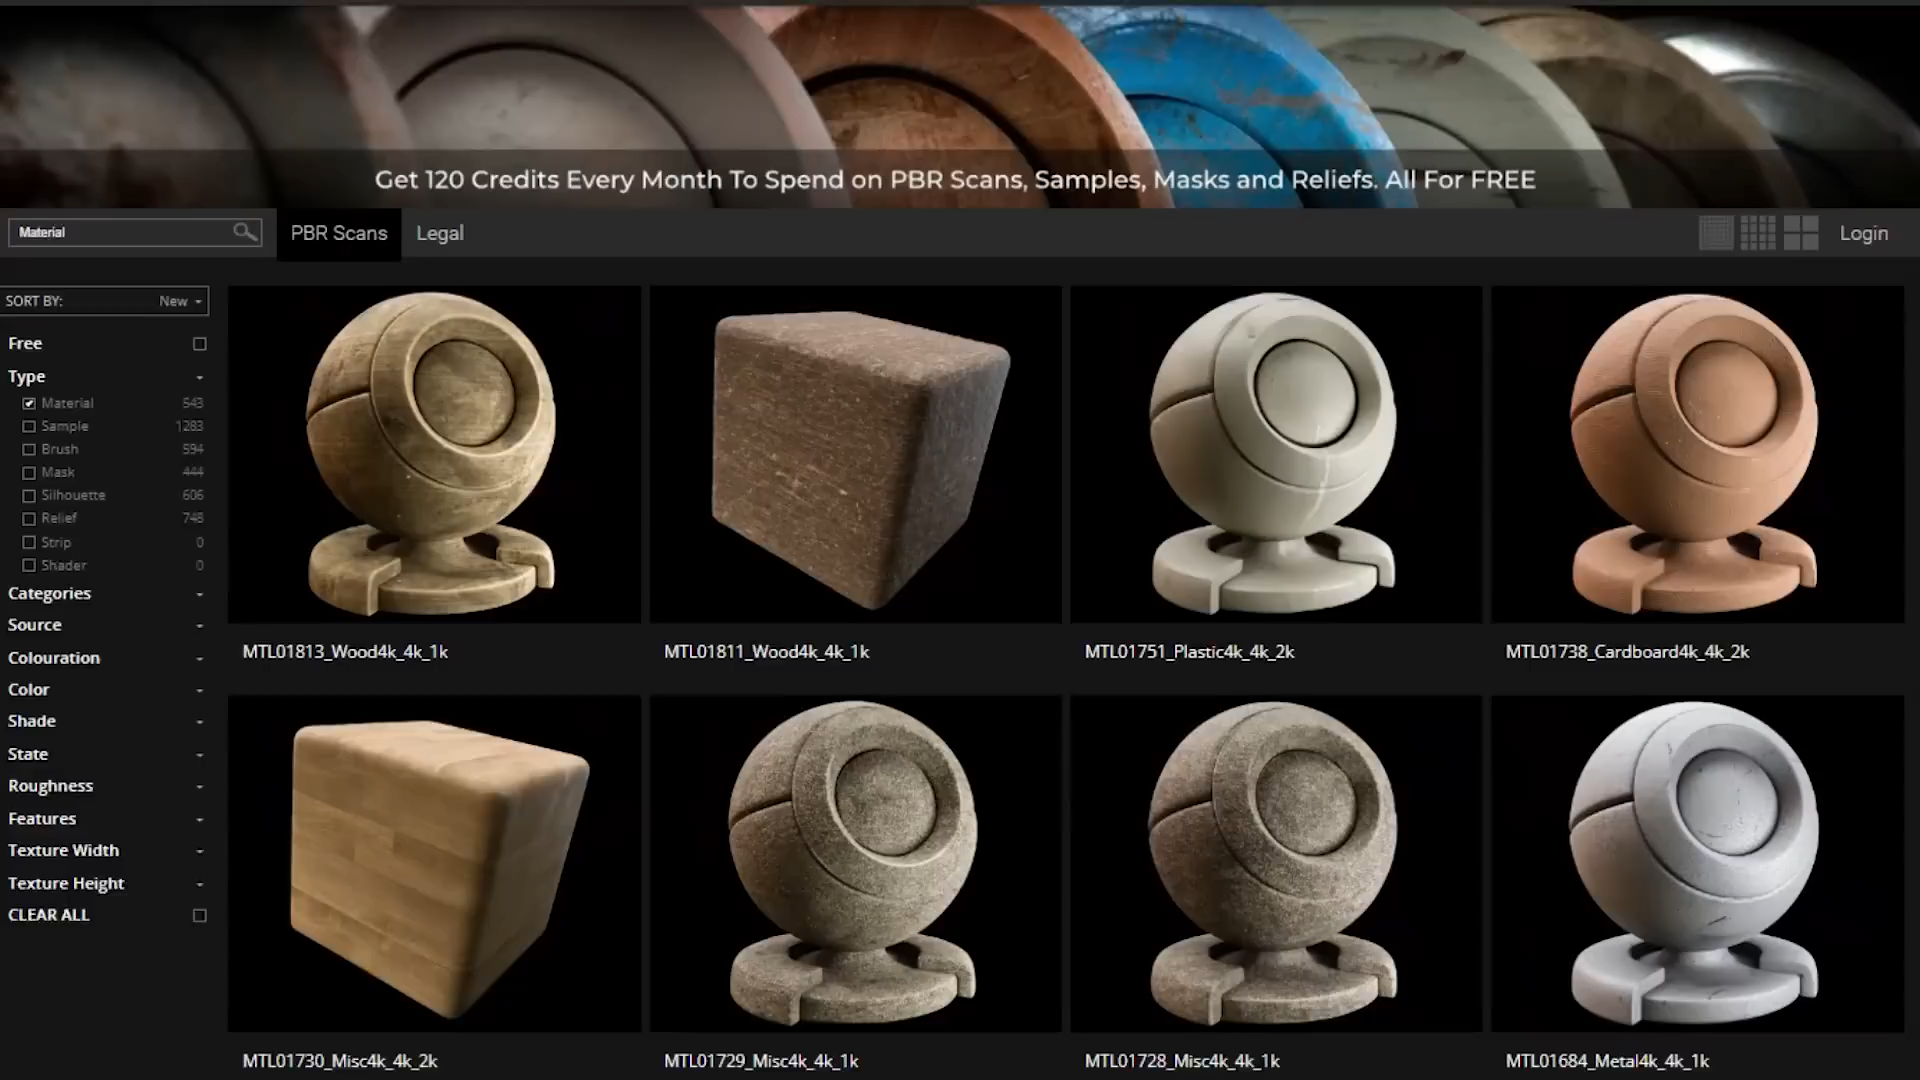 Get 120 Credits Every Month To Spend on PBR Scans, Samples, Masks and Reliefs. All For FREE
Material
PBR Scans
Legal
Login
SORT BY:
New
Free
Type
Material 543
Sample 1283
Brush 594
Mask 444
Silhouette 606
Relief 748
Strip 0
Shader 0
Categories
Source
Colouration
Color
Shade
State
Roughness
Features
Texture Width
Texture Height
CLEAR ALL
MTL01813_Wood4k_4k_1k
MTL01811_Wood4k_4k_1k
MTL01751_Plastic4k_4k_2k
MTL01738_Cardboard4k_4k_2k
MTL01730_Misc4k_4k_2k
MTL01729_Misc4k_4k_1k
MTL01728_Misc4k_4k_1k
MTL01684_Metal4k_4k_1k